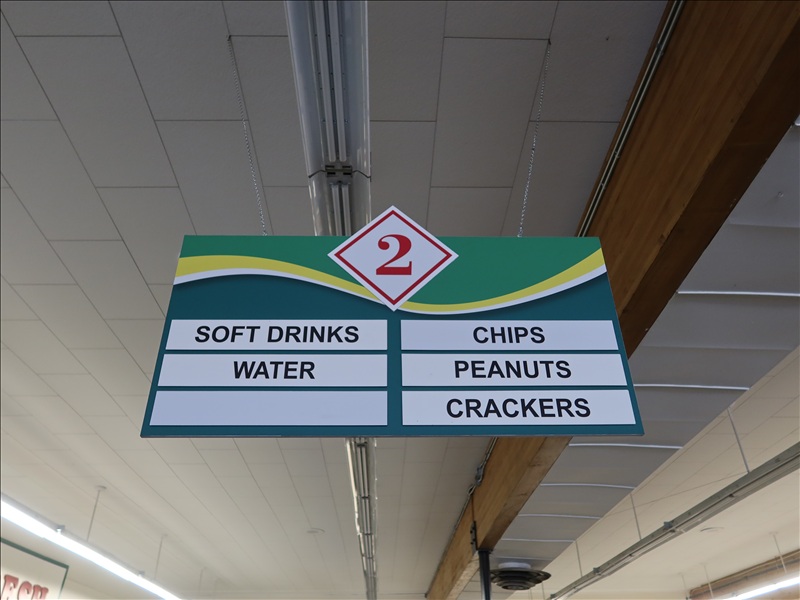 2
SOFT DRINKS
WATER
CHIPS
PEANUTS
CRACKERS